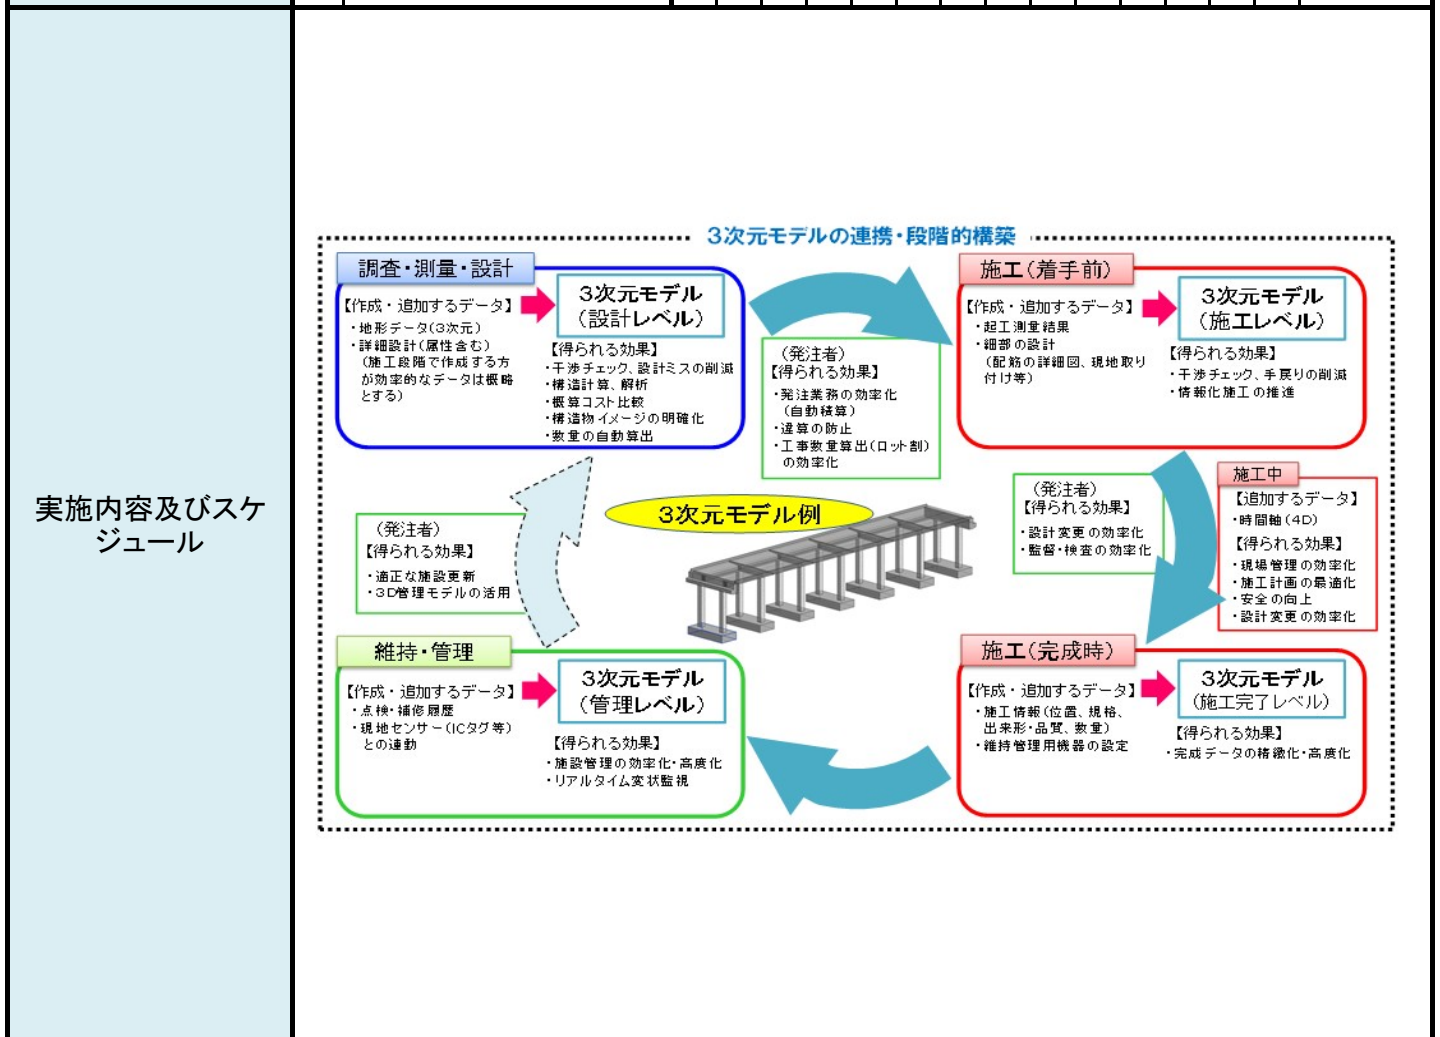 実施内容及びスケ
ジュール
3次元モデルの連携・段階的構築
調査・測量・設計
【作成・追加するデータ】
・地形データ(3次元)
・詳細設計(属性含む)
(施工段階で作成する方
が効率的なデータは概略
とする)
3次元モデル
(設計レベル)
【得られる効果】
・干渉チェック、設計ミスの削減
・構造計算、解析
・概算コスト比較
・構造物イメージの明確化
・数量の自動算出
(発注者)
【得られる効果】
・発注業務の効率化
(自動積算)
・違算の防止
・工事数量算出(ロット割)
の効率化
施工(着手前)
【作成・追加するデータ】
・起工測量結果
・細部の設計
(配筋の詳細図、現地取り
付け等)
3次元モデル
(施工レベル)
【得られる効果】
・干渉チェック、手戻りの削減
・情報化施工の推進
(発注者)
【得られる効果】
・設計変更の効率化
・監督・検査の効率化
施工中
【追加するデータ】
・時間軸(4D)
【得られる効果】
・現場管理の効率化
・施工計画の最適化
・安全の向上
・設計変更の効率化
3次元モデル例
(発注者)
【得られる効果】
・適正な施設更新
・3D管理モデルの活用
維持・管理
【作成・追加するデータ】
・点検・補修履歴
・現地センサー(ICタグ等)
との連動
3次元モデル
(管理レベル)
【得られる効果】
・施設管理の効率化・高度化
・リアルタイム変状監視
施工(完成時)
【作成・追加するデータ】
・施工情報(位置、規格、
出来形・品質、数量)
・維持管理用機器の設定
3次元モデル
(施工完了レベル)
【得られる効果】
・完成データの精緻化・高度化